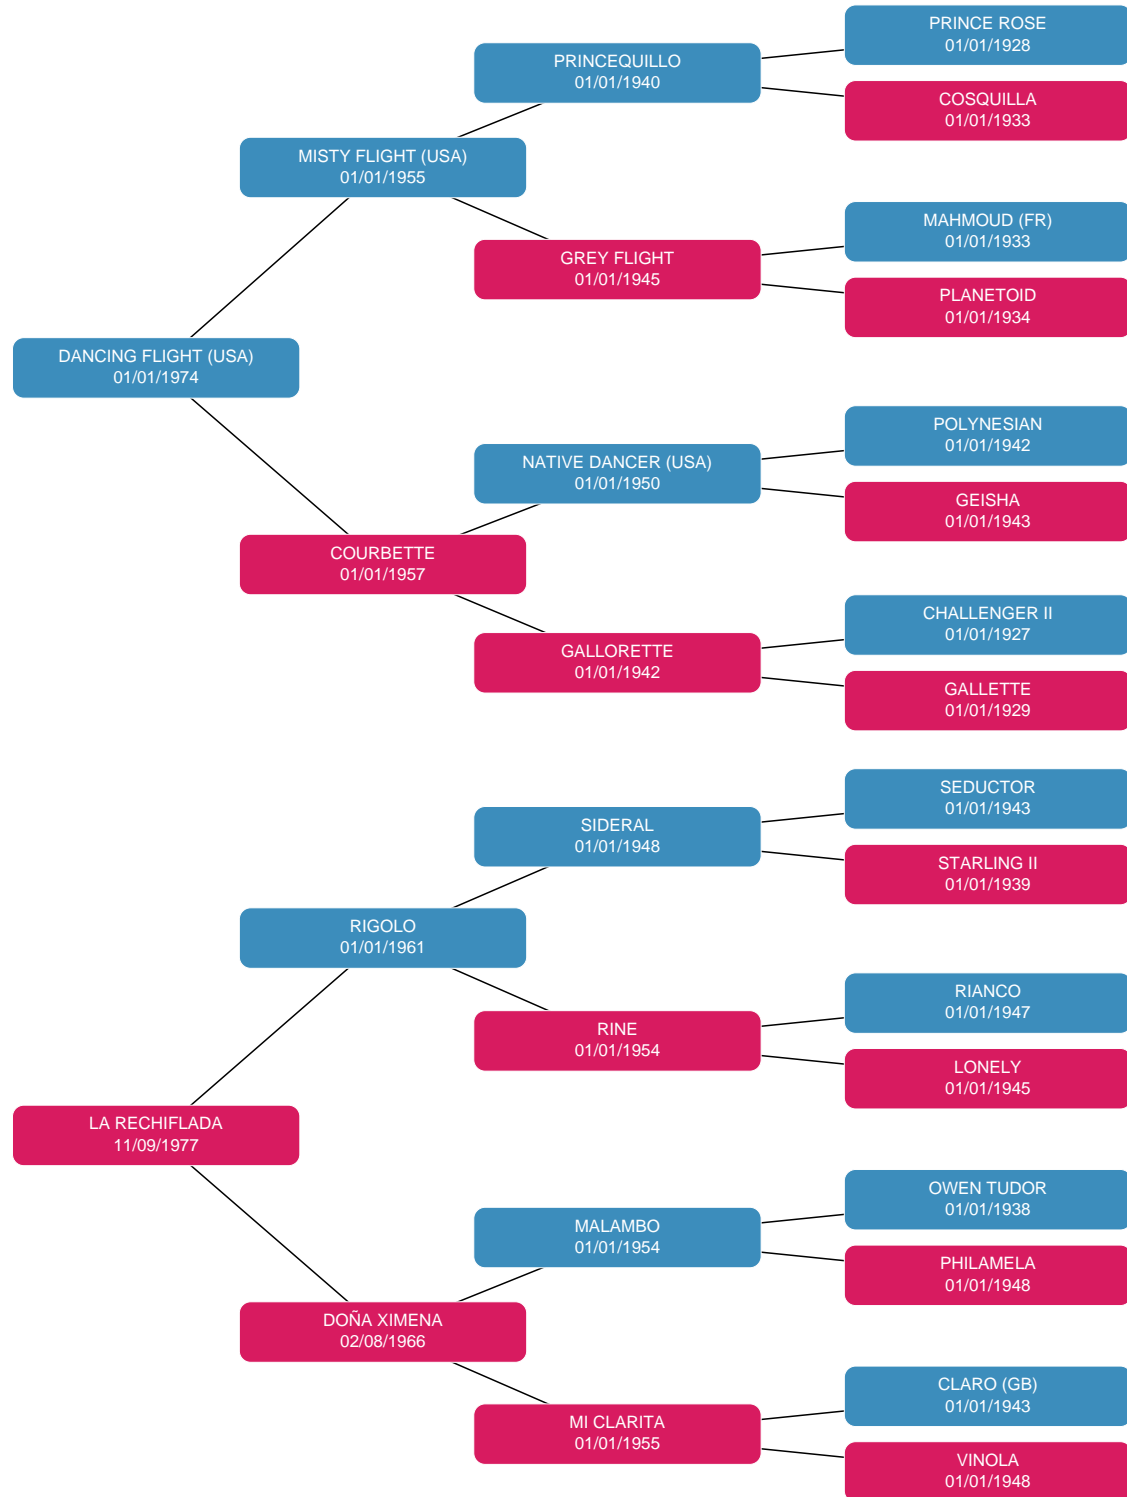 PRINCE ROSE
01/01/1928
PRINCEQUILLO
01/01/1940
COSQUILLA
01/01/1933
MISTY FLIGHT (USA)
01/01/1955
MAHMOUD (FR)
01/01/1933
GREY FLIGHT
01/01/1945
PLANETOID
01/01/1934
DANCING FLIGHT (USA)
01/01/1974
POLYNESIAN
01/01/1942
NATIVE DANCER (USA)
01/01/1950
GEISHA
01/01/1943
COURBETTE
01/01/1957
CHALLENGER II
01/01/1927
GALLORETTE
01/01/1942
GALLETTE
01/01/1929
SEDUCTOR
01/01/1943
SIDERAL
01/01/1948
STARLING II
01/01/1939
RIGOLO
01/01/1961
RIANCO
01/01/1947
RINE
01/01/1954
LONELY
01/01/1945
LA RECHIFLADA
11/09/1977
OWEN TUDOR
01/01/1938
MALAMBO
01/01/1954
PHILAMELA
01/01/1948
DOÑA XIMENA
02/08/1966
CLARO (GB)
01/01/1943
MI CLARITA
01/01/1955
VINOLA
01/01/1948